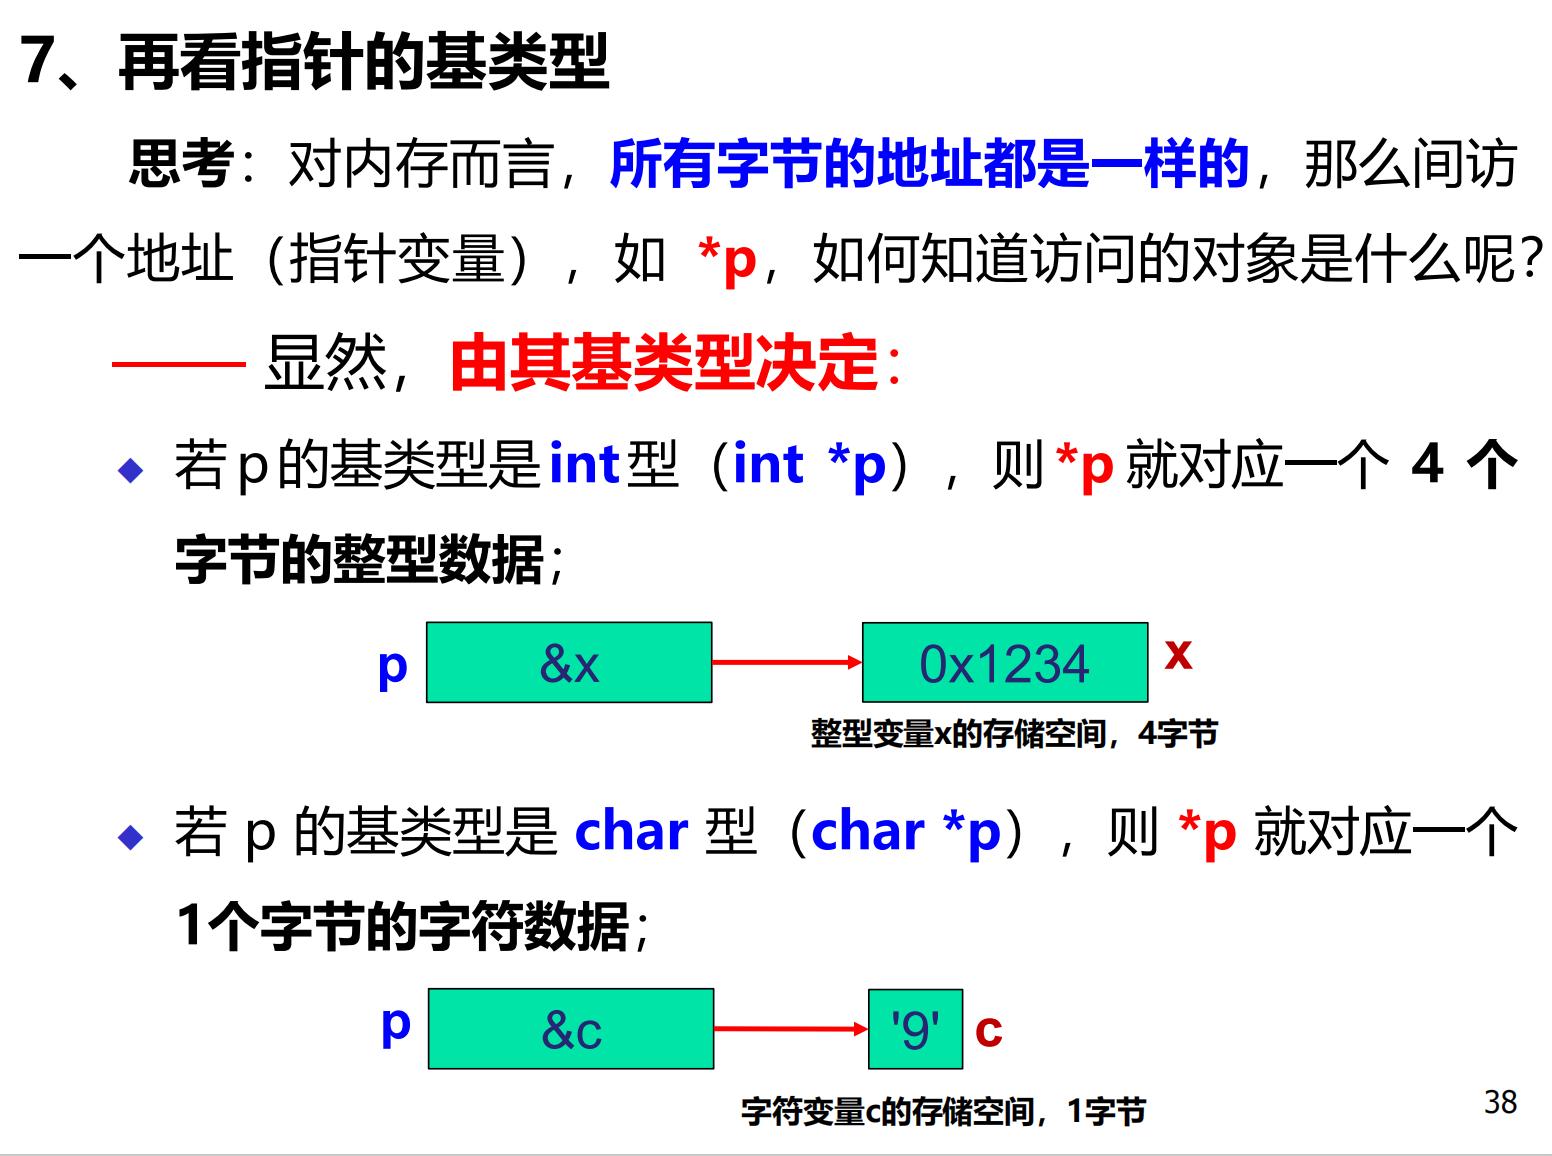 7、再看指针的基类型
思考：对内存而言，所有字节的地址都是一样的，那么间访
一个地址（指针变量），如 *p，如何知道访问的对象是什么呢？
—— 显然，由其基类型决定：
◆ 若p的基类型是int型（int *p），则*p就对应一个 4 个
字节的整型数据；
p &x 0x1234 x
整型变量x的存储空间，4字节
◆ 若 p 的基类型是 char 型（char *p），则 *p 就对应一个
1个字节的字符数据；
p &c '9' c
字符变量c的存储空间，1字节
38